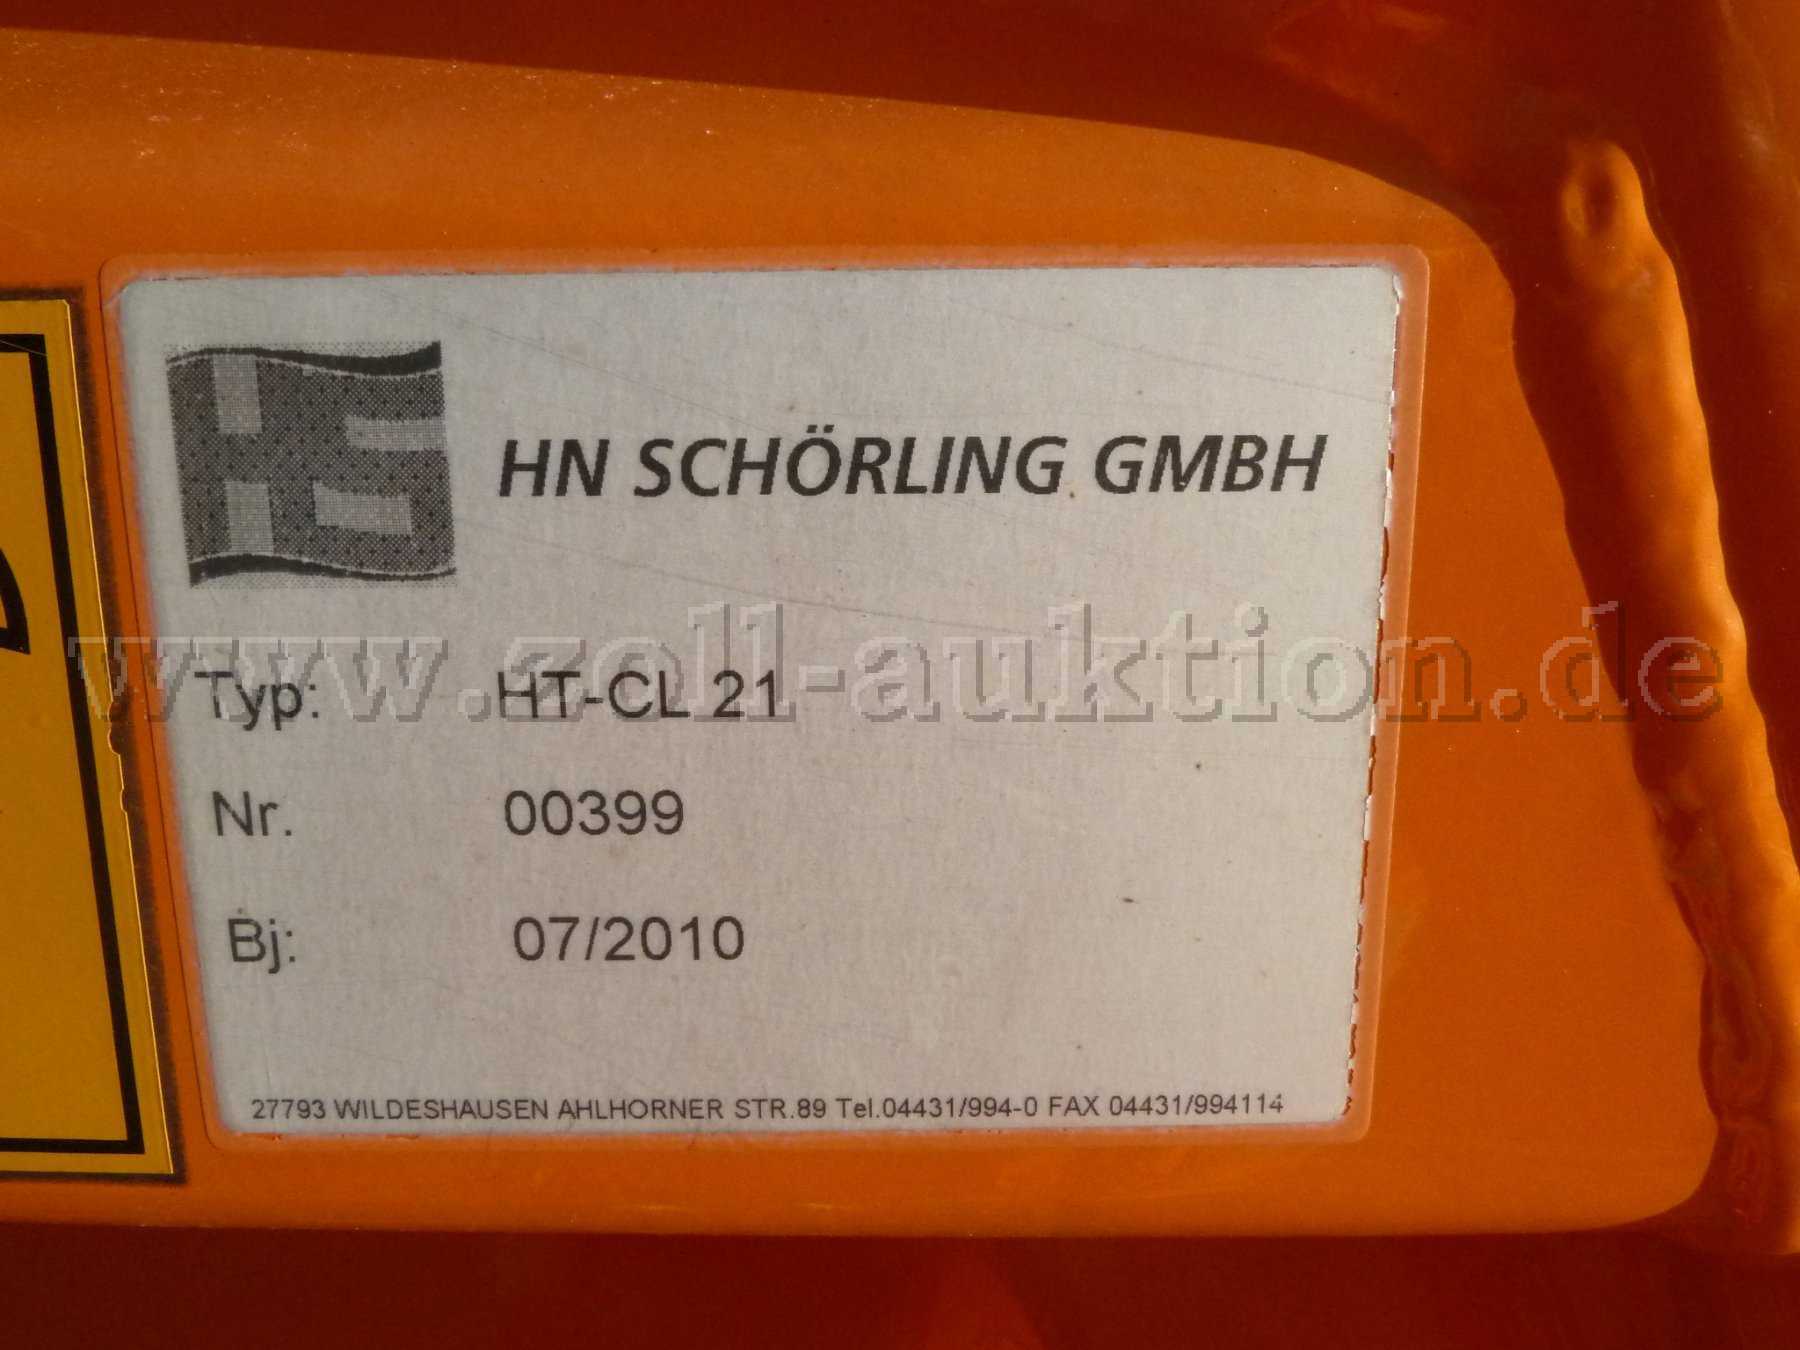 HN SCHÖRLING GMBH
www.zoll-auktion.de
Typ: HT-CL 21
Nr. 00399
Bj: 07/2010
27793 WILDESHAUSEN AHLHORNER STR.89 Tel.04431/994-0 FAX 04431/994114